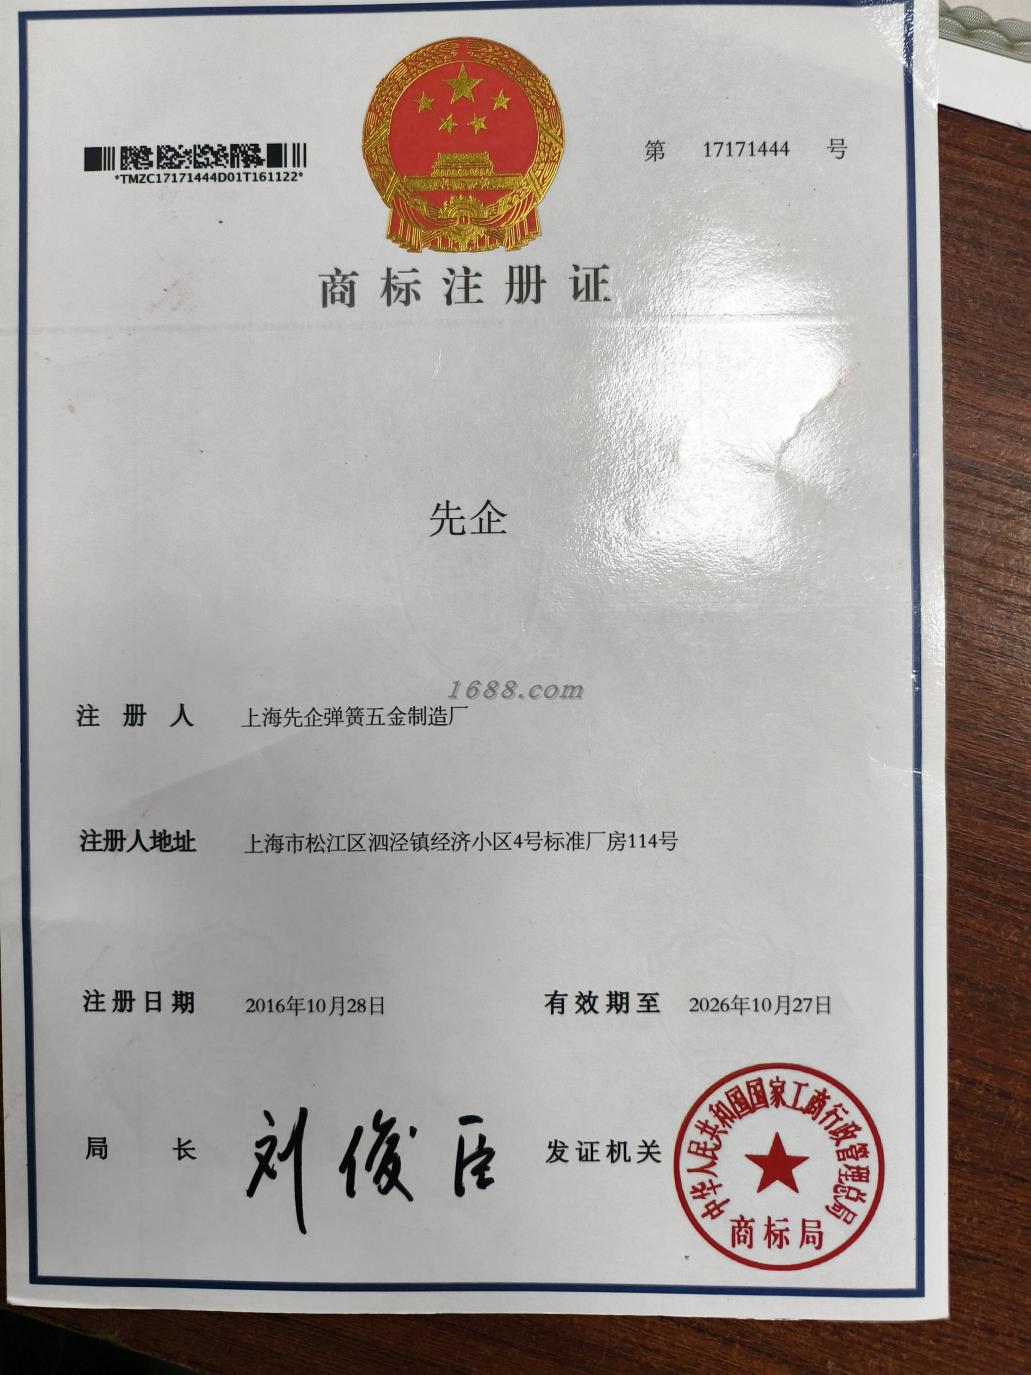 第 17171444 号
*TMZC17171444D01T161122*
商标注册证
先企
1688.com
注册人 上海先企弹簧五金制造厂
注册人地址 上海市松江区泗泾镇经济小区4号标准厂房114号
注册日期 2016年10月28日 有效期至 2026年10月27日
局长 刘俊臣 发证机关
中华人民共和国国家工商行政管理总局
商标局